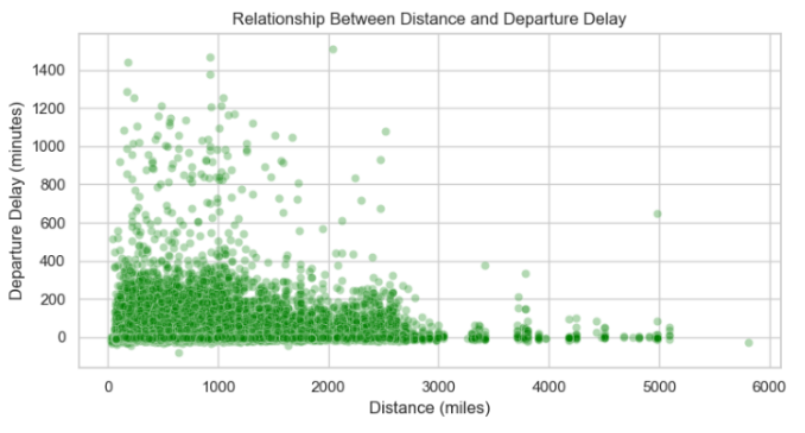 Relationship Between Distance and Departure Delay
Departure Delay (minutes)
1400
1200
1000
800
600
400
200
0
0 1000 2000 3000 4000 5000 6000
Distance (miles)